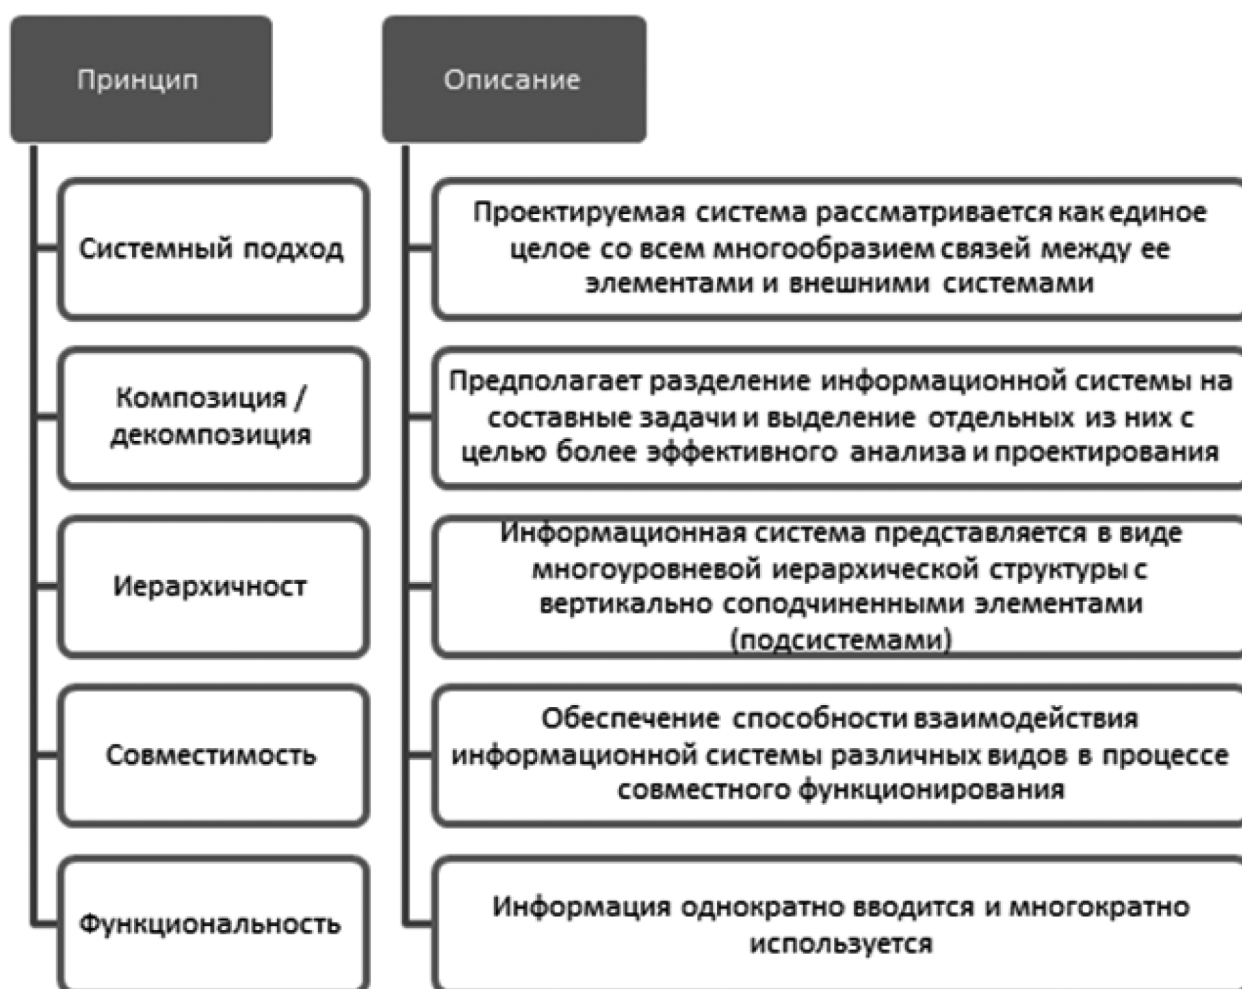 Принцип
Описание
Системный подход
Проектируемая система рассматривается как единое
целое со всем многообразием связей между ее
элементами и внешними системами
Композиция /
декомпозиция
Предполагает разделение информационной системы на
составные задачи и выделение отдельных из них с
целью более эффективного анализа и проектирования
Иерархичност
Информационная система представляется в виде
многоуровневой иерархической структуры с
вертикально соподчиненными элементами
(подсистемами)
Совместимость
Обеспечение способности взаимодействия
информационной системы различных видов в процессе
совместного функционирования
Функциональность
Информация однократно вводится и многократно
используется